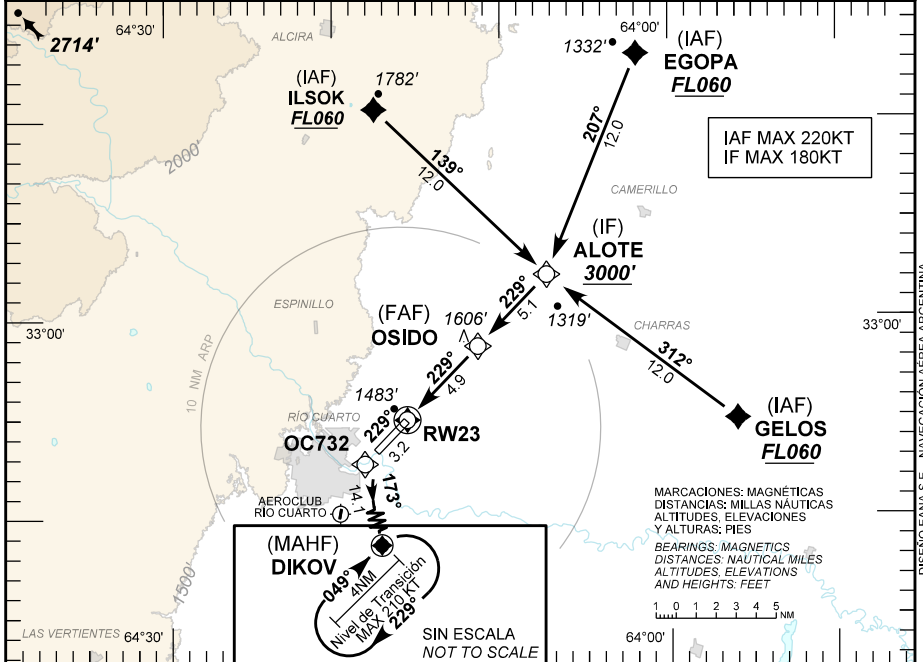 2714'
64°30'
ALCIRA
1332'
64°00'
(IAF)
EGOPA
FL060
(IAF)
ILSOK
FL060
1782'
2000'
139°
12.0
207°
12.0
IAF MAX 220KT
IF MAX 180KT
CAMERILLO
(IF)
ALOTE
3000'
1319'
229°
5.1
ESPINILLO
(FAF)
OSIDO
1606'
33°00'
33°00'
CHARRAS
312°
12.0
10 NM ARP
229°
4.9
1483'
RÍO CUARTO
229°
3.2
RW23
OC732
(IAF)
GELOS
FL060
173°
14.7
AEROCLUB
RIO CUARTO
(MAHF)
DIKOV
049°
4NM
Nivel de Transición
MAX 210 KT
229°
SIN ESCALA
NOT TO SCALE
MARCACIONES: MAGNÉTICAS
DISTANCIAS: MILLAS NÁUTICAS
ALTITUDES, ELEVACIONES
Y ALTURAS: PIES
BEARINGS: MAGNETICS
DISTANCES: NAUTICAL MILES
ALTITUDES, ELEVATIONS
AND HEIGHTS: FEET
1 0 1 2 3 4 5 NM
1500'
LAS VERTIENTES
64°30'
64°00'